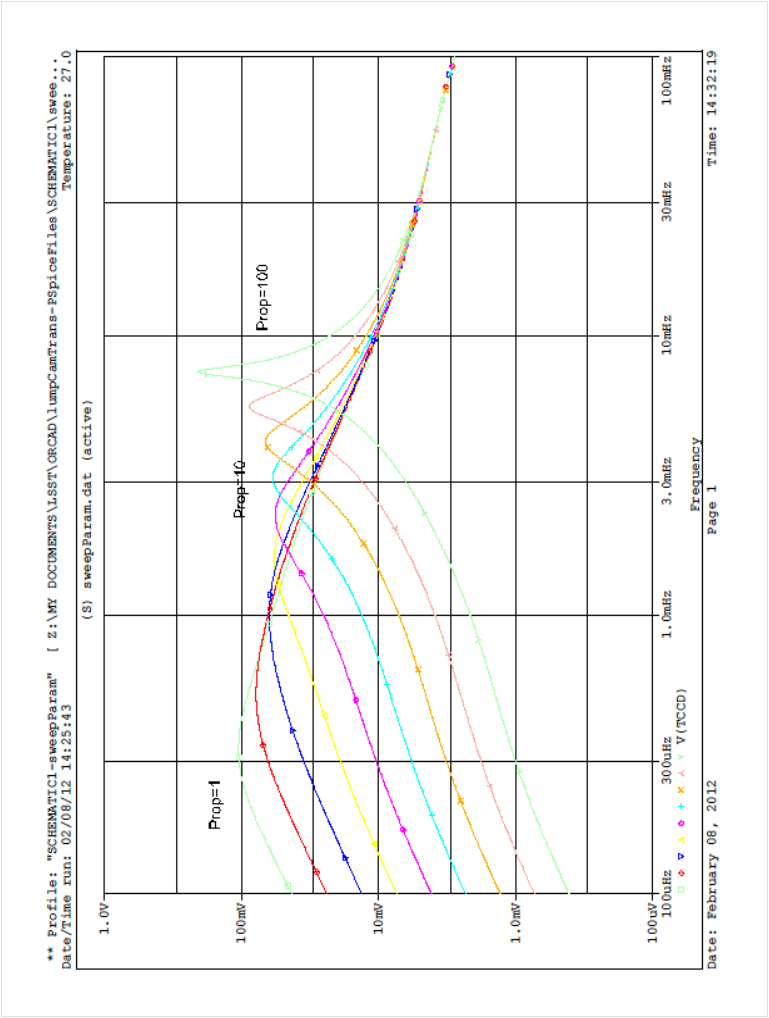 ** Profile: "SCHEMATIC1-sweepParam"   [ Z:\MY DOCUMENTS\LSST\ORCAD\lumpCamTrans-PSpiceFiles\SCHEMATIC1\swee...
Date/Time run: 02/08/12 14:25:43   Temperature: 27.0
(S) sweepParam.dat (active)
1.0V
100mV
10mV
1.0mV
100uV
Prop=1
Prop=10
Prop=100
100uHz   300uHz   1.0mHz   3.0mHz   10mHz   30mHz   100mHz
V(TCCD)
Frequency
Date: February 08, 2012   Page 1   Time: 14:32:19